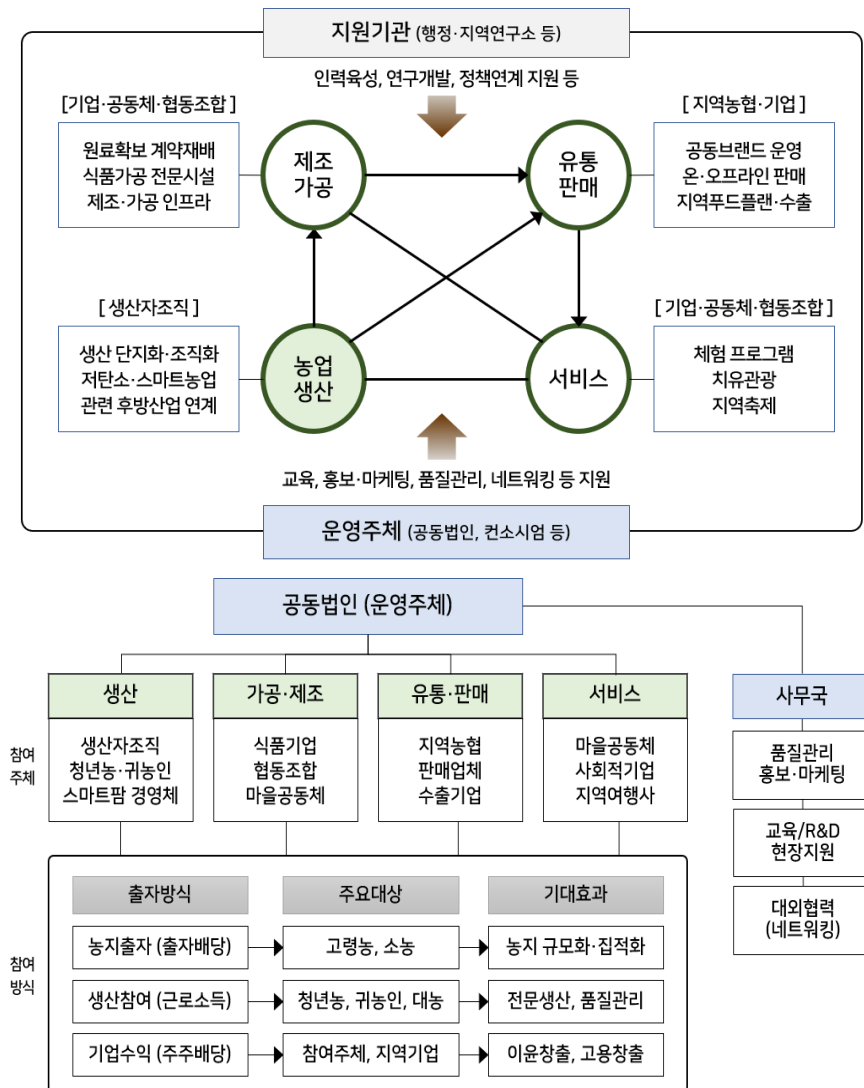 지원기관 (행정·지역연구소 등)
인력육성, 연구개발, 정책연계 지원 등
[기업·공동체·협동조합]
원료확보 계약재배
식품가공 전문시설
제조·가공 인프라
제조
가공
유통
판매
[ 지역농협·기업 ]
공동브랜드 운영
온·오프라인 판매
지역푸드플랜·수출
[ 생산자조직 ]
생산 단지화·조직화
저탄소·스마트농업
관련 후방산업 연계
농업
생산
서비스
[ 기업·공동체·협동조합]
체험 프로그램
치유관광
지역축제
교육, 홍보·마케팅, 품질관리, 네트워킹 등 지원
운영주체 (공동법인, 컨소시엄 등)
공동법인 (운영주체)
생산
가공·제조
유통·판매
서비스
사무국
참여
주체
생산자조직
청년농·귀농인
스마트팜 경영체
식품기업
협동조합
마을공동체
지역농협
판매업체
수출기업
마을공동체
사회적기업
지역여행사
품질관리
홍보·마케팅
교육/R&D
현장지원
대외협력
(네트워킹)
참여
방식
출자방식
주요대상
기대효과
농지출자 (출자배당)
고령농, 소농
농지 규모화·집적화
생산참여 (근로소득)
청년농, 귀농인, 대농
전문생산, 품질관리
기업수익 (주주배당)
참여주체, 지역기업
이윤창출, 고용창출